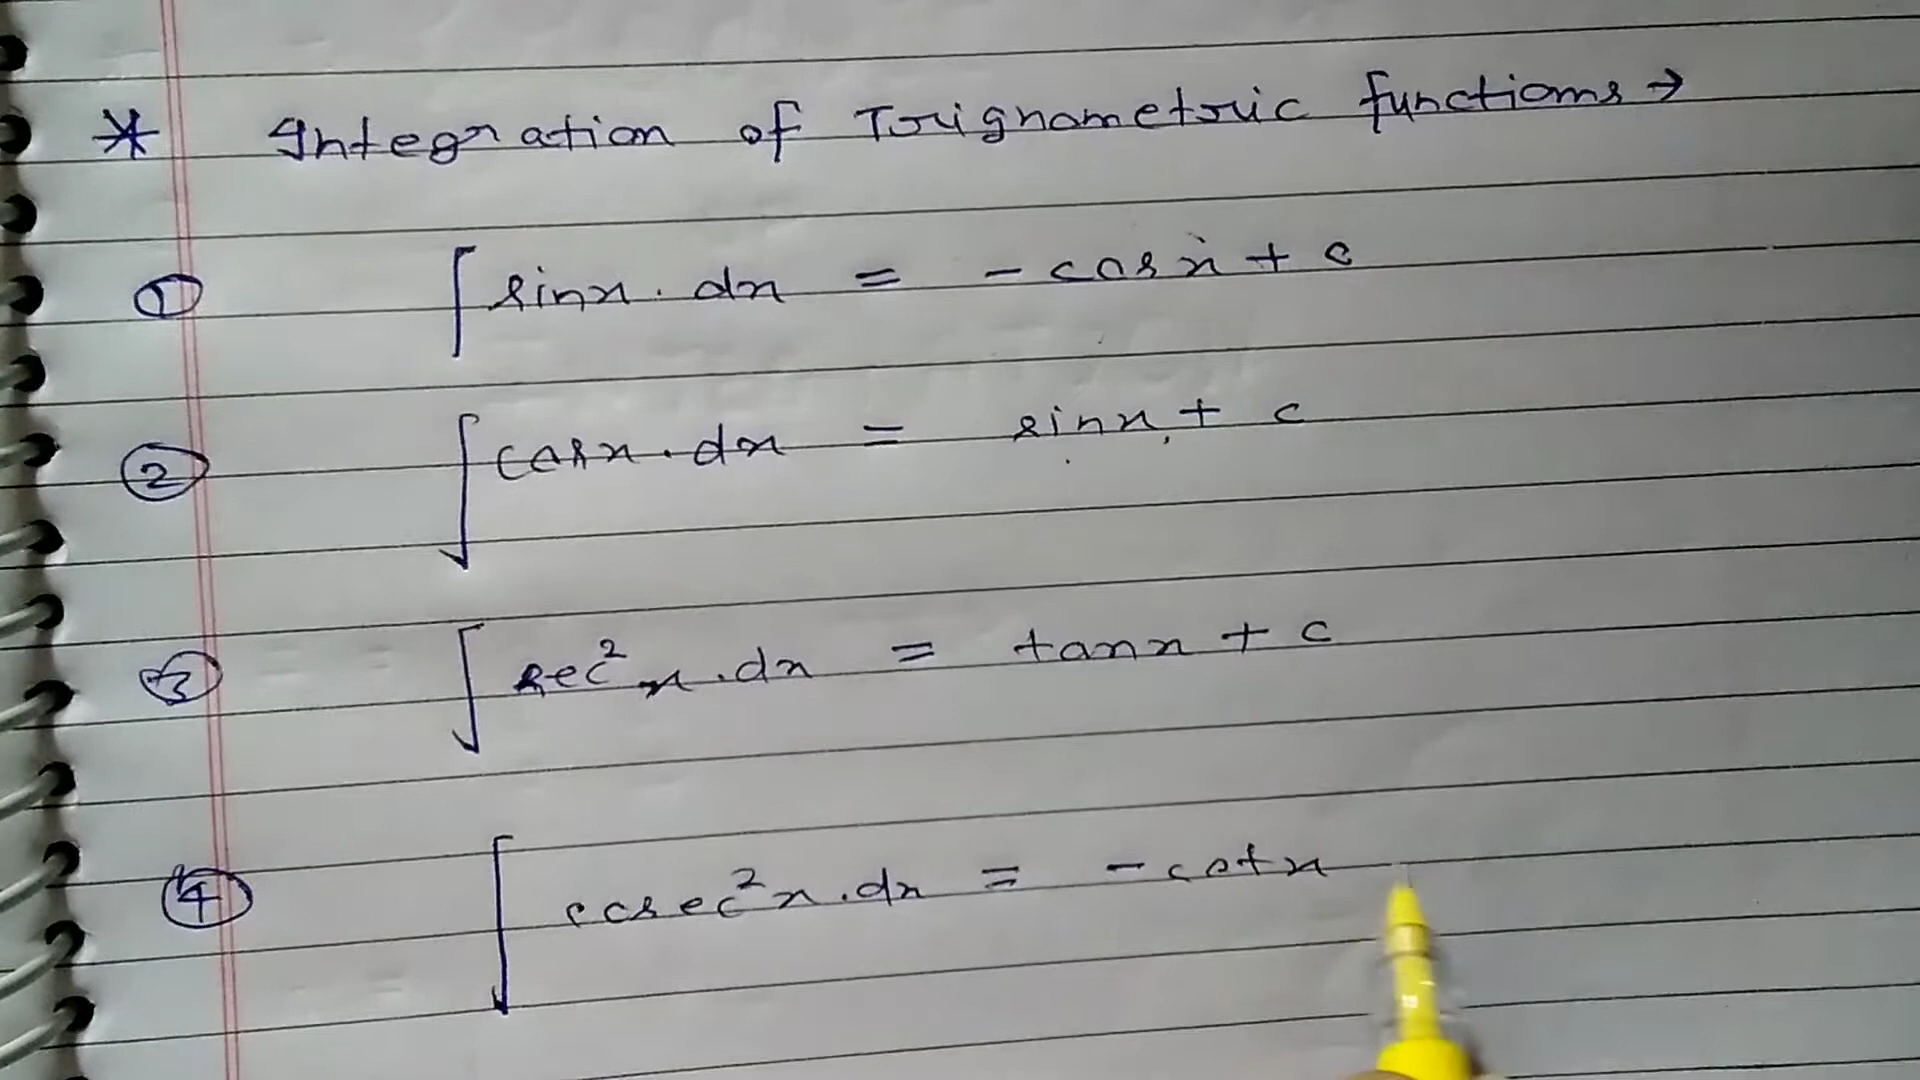 * Integration of Trignometric functions →
① ∫ sinx . dx = - cosx + c
② ∫ cosx . dx = sinx + c
③ ∫ sec²x . dx = tanx + c
④ ∫ cosec²x . dx = - cotx